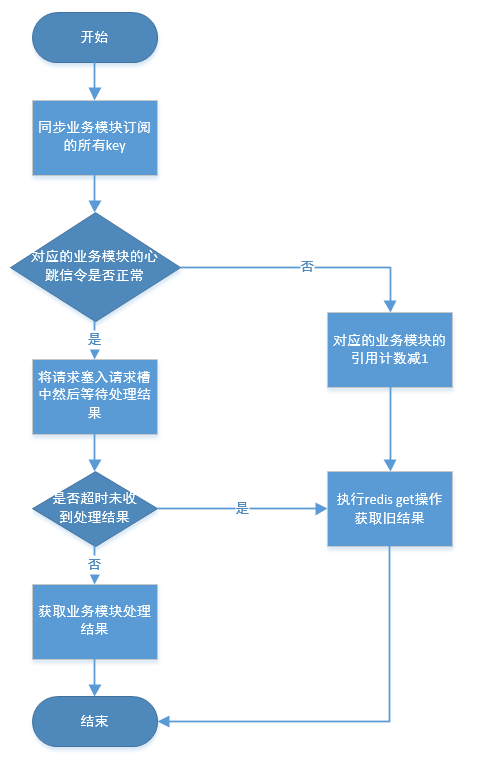 开始
同步业务模块订阅
的所有key
对应的业务模块的心
跳信令是否正常
否
是
对应的业务模块的
引用计数减1
将请求塞入请求槽
中然后等待处理结
果
是否超时未收
到处理结果
是
执行redis get操作
获取旧结果
否
获取业务模块处理
结果
结束